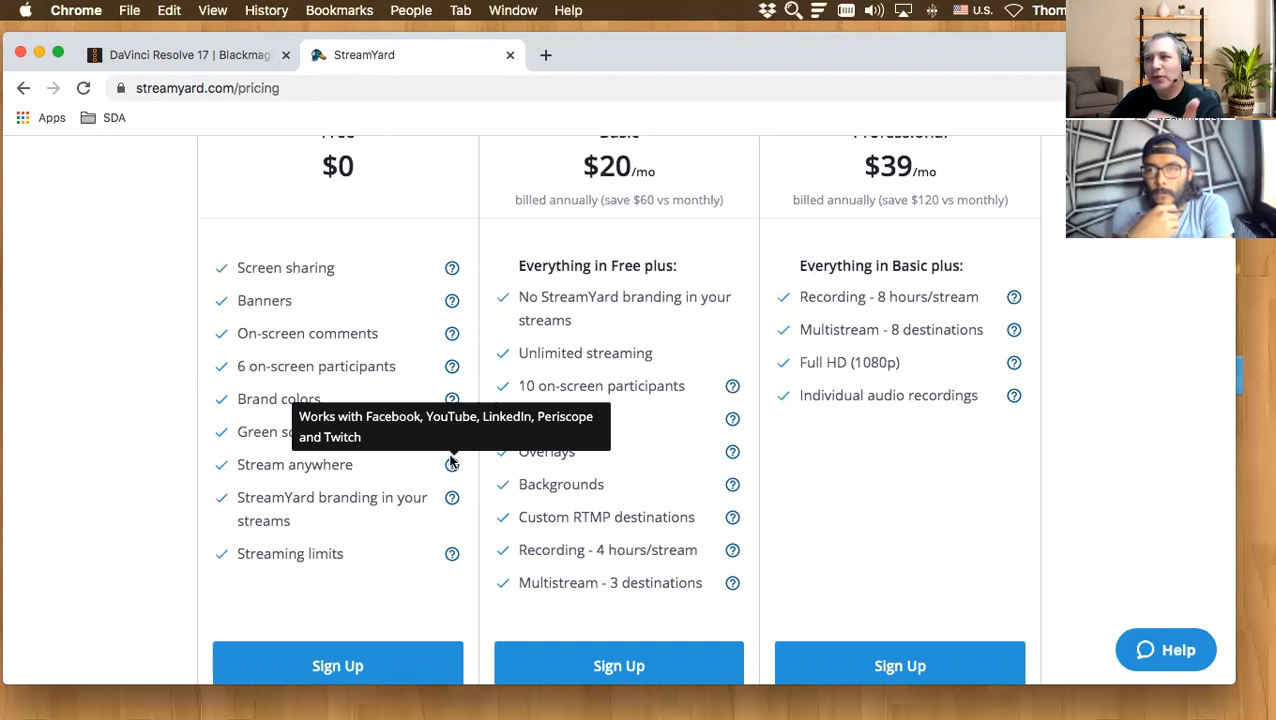 Chrome File Edit View History Bookmarks People Tab Window Help U.S. Thom
DaVinci Resolve 17 | Blackmag
StreamYard
streamyard.com/pricing
Apps
SDA
Free
Basic
Professional
$0
$20/mo
$39/mo
billed annually (save $60 vs monthly)
billed annually (save $120 vs monthly)
Screen sharing
Banners
On-screen comments
6 on-screen participants
Brand colors
Green sc
Works with Facebook, YouTube, LinkedIn, Periscope
and Twitch
Stream anywhere
StreamYard branding in your
streams
Streaming limits
Sign Up
Everything in Free plus:
No StreamYard branding in your
streams
Unlimited streaming
10 on-screen participants
Overlays
Backgrounds
Custom RTMP destinations
Recording - 4 hours/stream
Multistream - 3 destinations
Sign Up
Everything in Basic plus:
Recording - 8 hours/stream
Multistream - 8 destinations
Full HD (1080p)
Individual audio recordings
Sign Up
Help